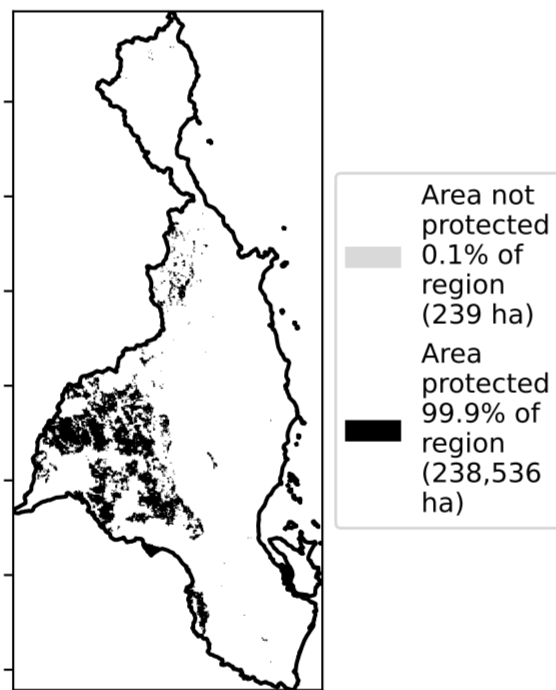 Area not
protected
0.1% of
region
(239 ha)
Area
protected
99.9% of
region
(238,536
ha)